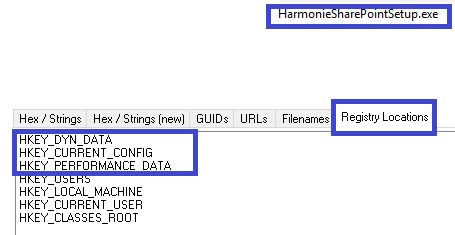 HarmonieSharePointSetup.exe
Hex / Strings Hex / Strings (new) GUIDs URLs Filenames Registry Locations
HKEY_DYN_DATA
HKEY_CURRENT_CONFIG
HKEY_PERFORMANCE_DATA
HKEY_USERS
HKEY_LOCAL_MACHINE
HKEY_CURRENT_USER
HKEY_CLASSES_ROOT